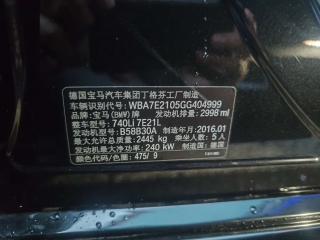 德国宝马汽车集团丁格芬工厂制造
车辆识别代号: WBA7E2105GG404999
品牌: 宝马(BMW)牌 发动机排量: 2998 ml
整车型号: 740Li 7E21L
发动机型号: B58B30A 制造年月: 2016.01
最大允许总质量: 2445 kg 乘坐人数: 5 人
发动机最大净功率: 240 kW 制造国: 德国
颜色代码/色号: 475/ 9